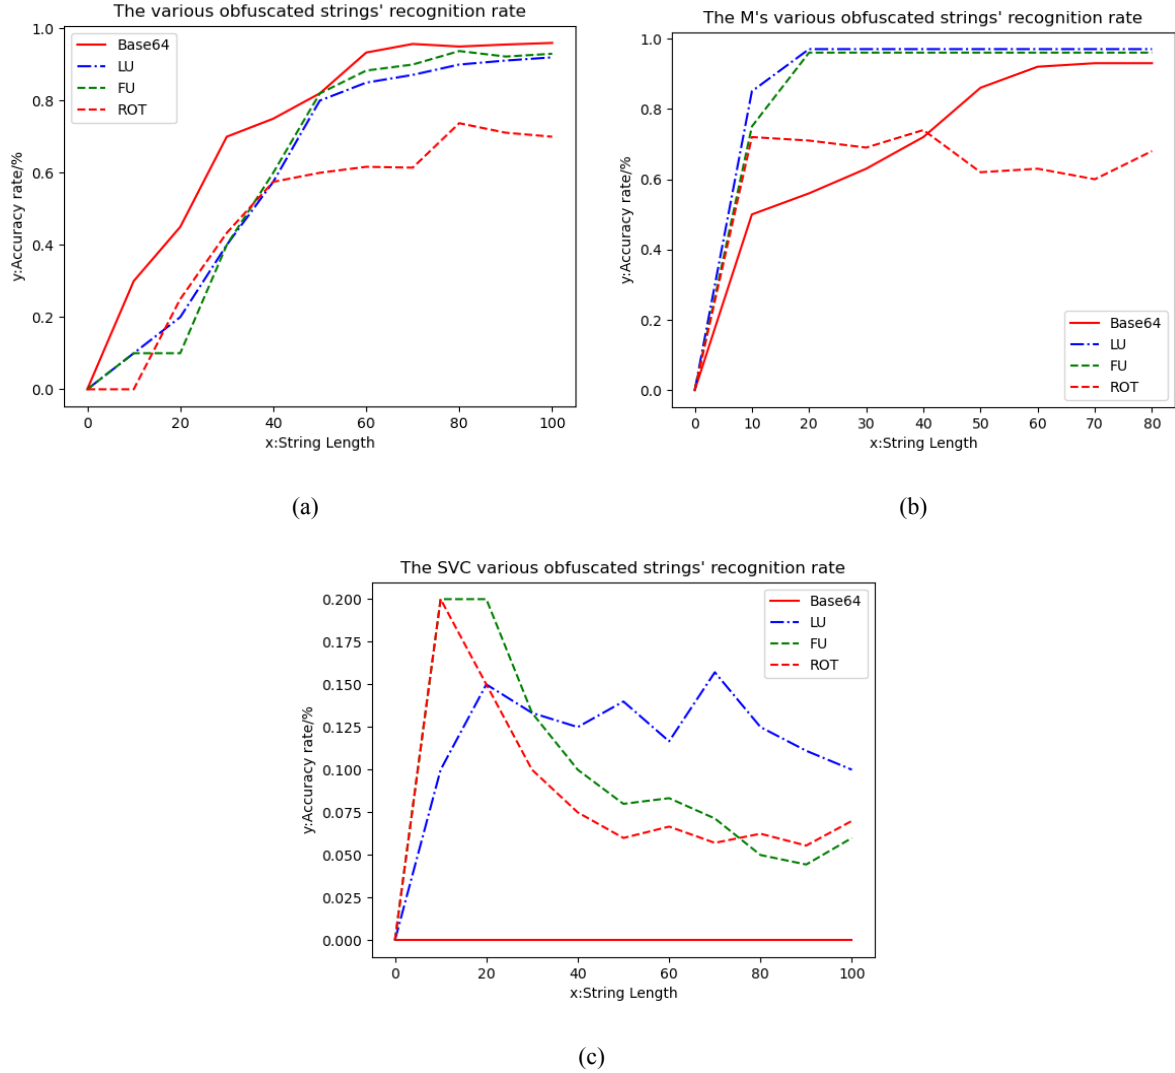 The various obfuscated strings' recognition rate
1.0
0.8
0.6
0.4
0.2
0.0
y:Accuracy rate/%
Base64
LU
FU
ROT
0 20 40 60 80 100
x:String Length
(a)
The M's various obfuscated strings' recognition rate
1.0
0.8
0.6
0.4
0.2
0.0
y:Accuracy rate/%
Base64
LU
FU
ROT
0 10 20 30 40 50 60 70 80
x:String Length
(b)
The SVC various obfuscated strings' recognition rate
0.200
0.175
0.150
0.125
0.100
0.075
0.050
0.025
0.000
y:Accuracy rate/%
Base64
LU
FU
ROT
0 20 40 60 80 100
x:String Length
(c)